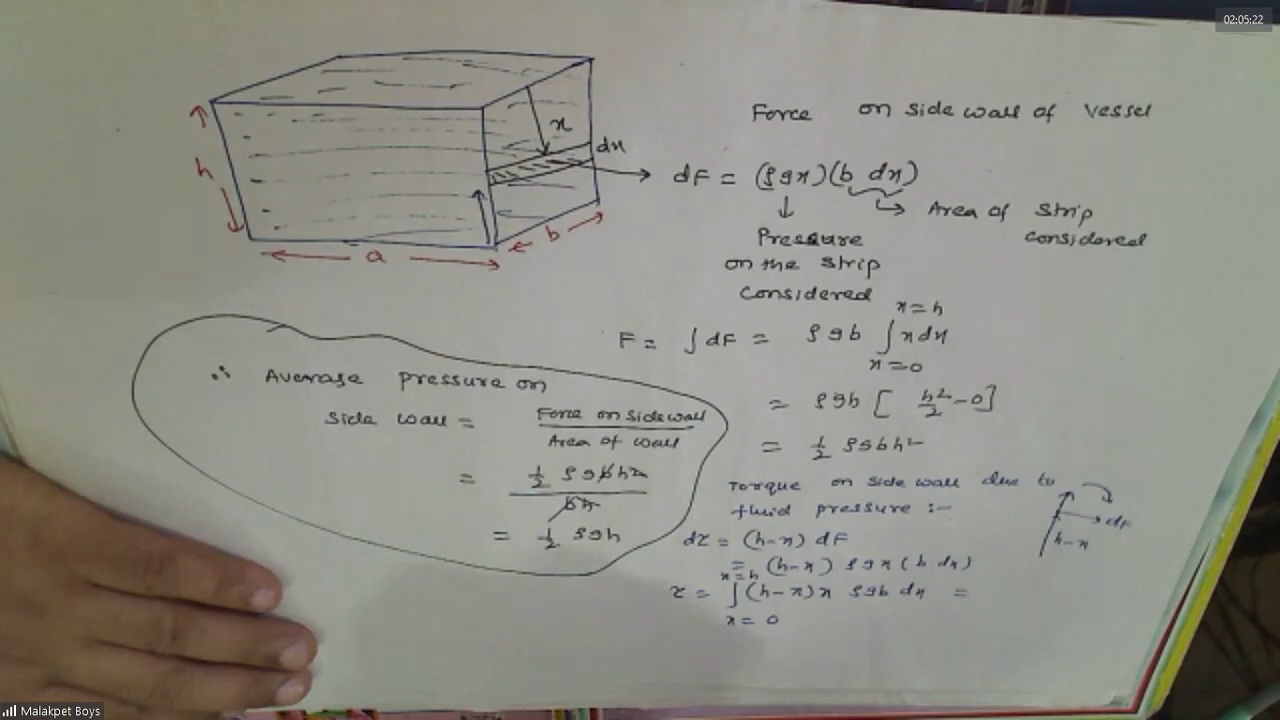 02:05:22
Force on side wall of vessel
x
dx
h
a
b
dF = (ρgx)(b dx)
↓ ↳ Area of strip considered
Pressure
on the strip
considered
F = ∫dF = ρgb ∫ x dx
x=h
x=0
= ρgb [ h²/2 - 0 ]
= 1/2 ρgbh²
∴ Average pressure on
side wall = Force on sidewall / Area of wall
= 1/2 ρgbh² / bh
= 1/2 ρgh
Torque on side wall due to
fluid pressure :-
dF
h-x
dτ = (h-x) dF
= (h-x) ρgx (b dx)
x=h
τ = ∫(h-x)x ρgb dx =
x=0
Malakpet Boys